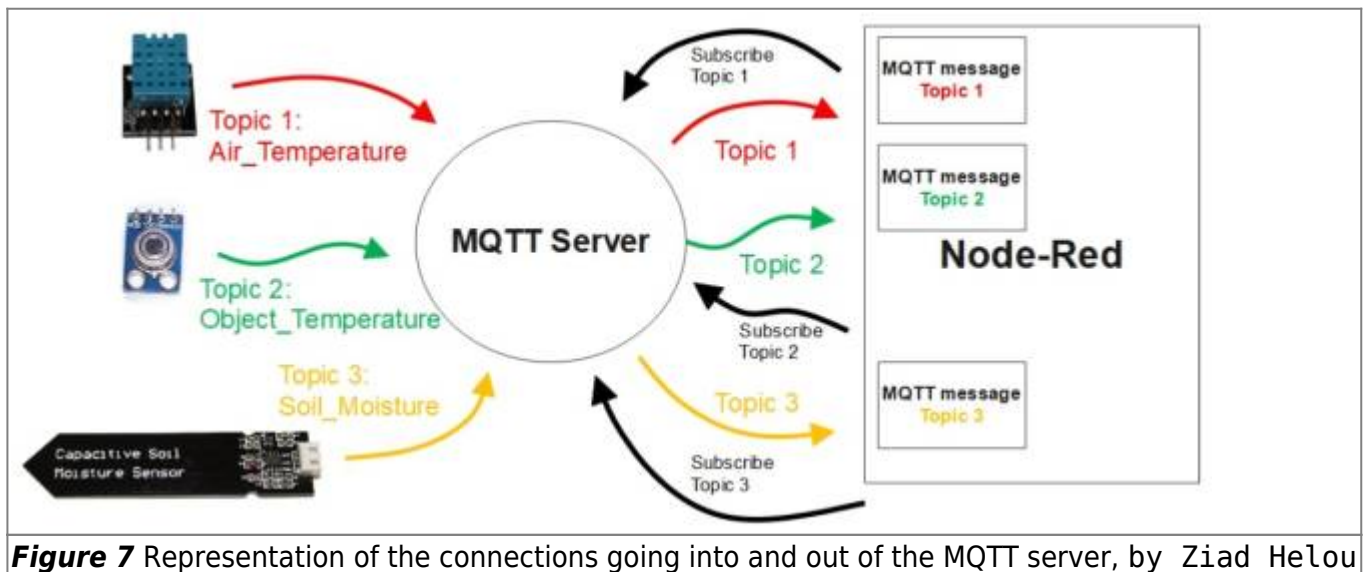 Topic 1:
Air_Temperature
Topic 2:
Object_Temperature
Topic 3:
Soil_Moisture
Capacitive Soil
Moisture Sensor
MQTT Server
Subscribe
Topic 1
Topic 1
Topic 2
Subscribe
Topic 2
Topic 3
Subscribe
Topic 3
MQTT message
Topic 1
MQTT message
Topic 2
Node-Red
MQTT message
Topic 3
Figure 7 Representation of the connections going into and out of the MQTT server, by Ziad Helou